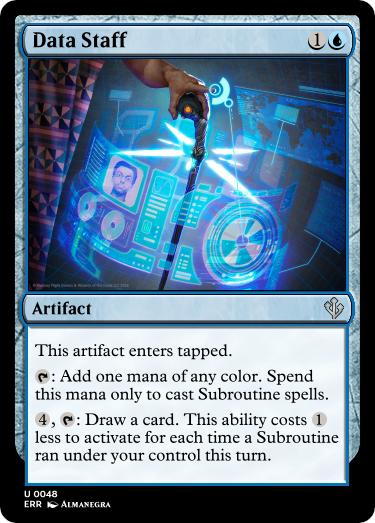 Data Staff 1
Artifact
This artifact enters tapped.
: Add one mana of any color. Spend
this mana only to cast Subroutine spells.
4, : Draw a card. This ability costs 1
less to activate for each time a Subroutine
ran under your control this turn.
U 0048
ERR ALMANEGRA